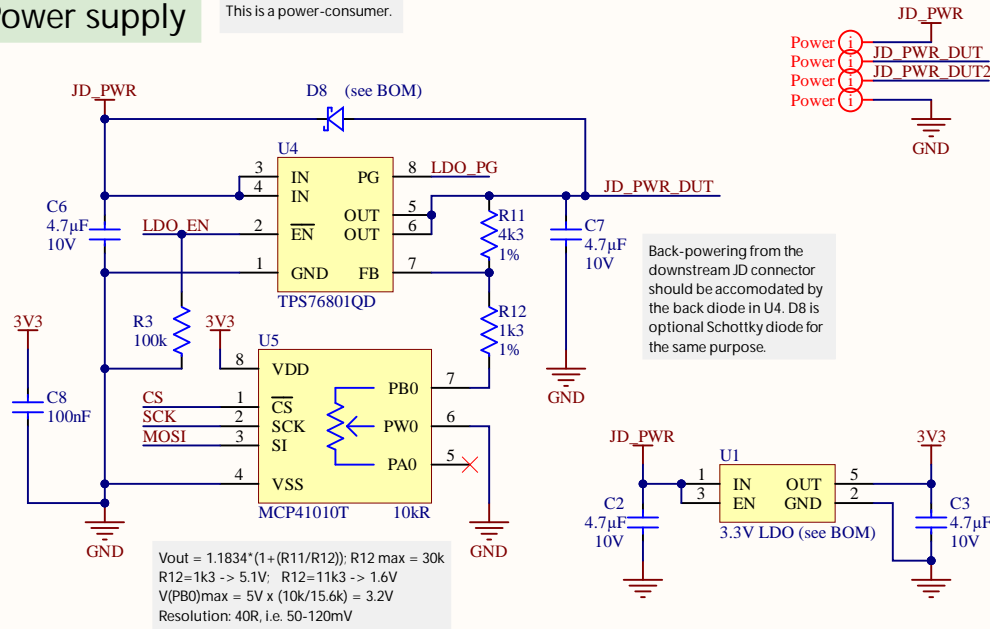 Power supply
This is a power-consumer.
JD_PWR
Power
JD_PWR_DUT
Power
JD_PWR_DUT2
Power
Power
GND
JD_PWR
D8 (see BOM)
U4
3 IN PG 8 LDO_PG
4 IN
JD_PWR_DUT
OUT 5
LDO_EN 2 EN OUT 6
1 GND FB 7
TPS76801QD
C6
4.7µF
10V
R11
4k3
1%
C7
4.7µF
10V
GND
R12
1k3
1%
Back-powering from the
downstream JD connector
should be accomodated by
the back diode in U4. D8 is
optional Schottky diode for
the same purpose.
3V3
R3
100k
3V3
U5
8 VDD
PB0 7
CS 1 CS
SCK 2 SCK PW0 6
MOSI 3 SI
PA0 5
4 VSS
MCP41010T 10kR
C8
100nF
GND
GND
JD_PWR
3V3
U1
1 IN OUT 5
3 EN GND 2
3.3V LDO (see BOM)
C2
4.7µF
10V
C3
4.7µF
10V
Vout = 1.1834*(1+(R11/R12)); R12 max = 30k
R12=1k3 -> 5.1V; R12=11k3 -> 1.6V
V(PB0)max = 5V x (10k/15.6k) = 3.2V
Resolution: 40R, i.e. 50-120mV